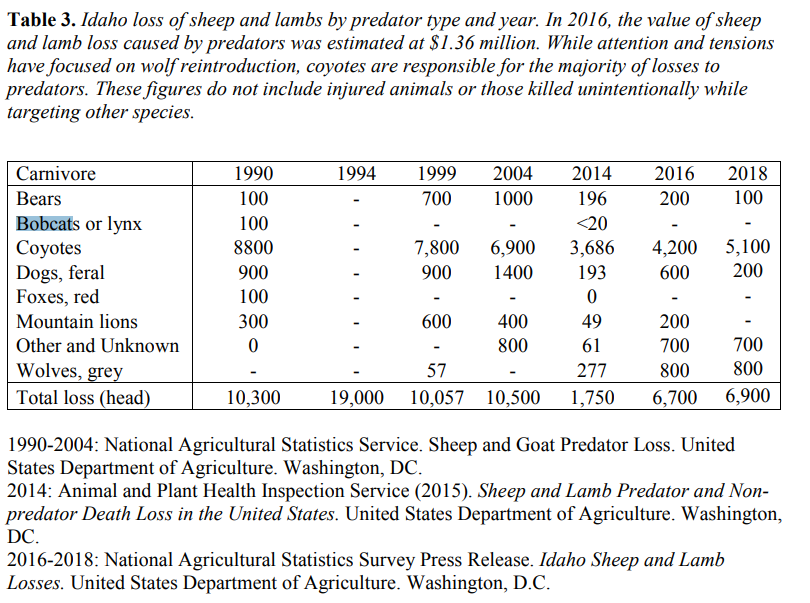 Table 3. Idaho loss of sheep and lambs by predator type and year. In 2016, the value of sheep
and lamb loss caused by predators was estimated at $1.36 million. While attention and tensions
have focused on wolf reintroduction, coyotes are responsible for the majority of losses to
predators. These figures do not include injured animals or those killed unintentionally while
targeting other species.
Carnivore 1990 1994 1999 2004 2014 2016 2018
Bears 100 - 700 1000 196 200 100
Bobcats or lynx 100 - - - <20 - -
Coyotes 8800 - 7,800 6,900 3,686 4,200 5,100
Dogs, feral 900 - 900 1400 193 600 200
Foxes, red 100 - - - 0 - -
Mountain lions 300 - 600 400 49 200 -
Other and Unknown 0 - - 800 61 700 700
Wolves, grey - - 57 - 277 800 800
Total loss (head) 10,300 19,000 10,057 10,500 1,750 6,700 6,900
1990-2004: National Agricultural Statistics Service. Sheep and Goat Predator Loss. United
States Department of Agriculture. Washington, DC.
2014: Animal and Plant Health Inspection Service (2015). Sheep and Lamb Predator and Non-
predator Death Loss in the United States. United States Department of Agriculture. Washington,
DC.
2016-2018: National Agricultural Statistics Survey Press Release. Idaho Sheep and Lamb
Losses. United States Department of Agriculture. Washington, D.C.